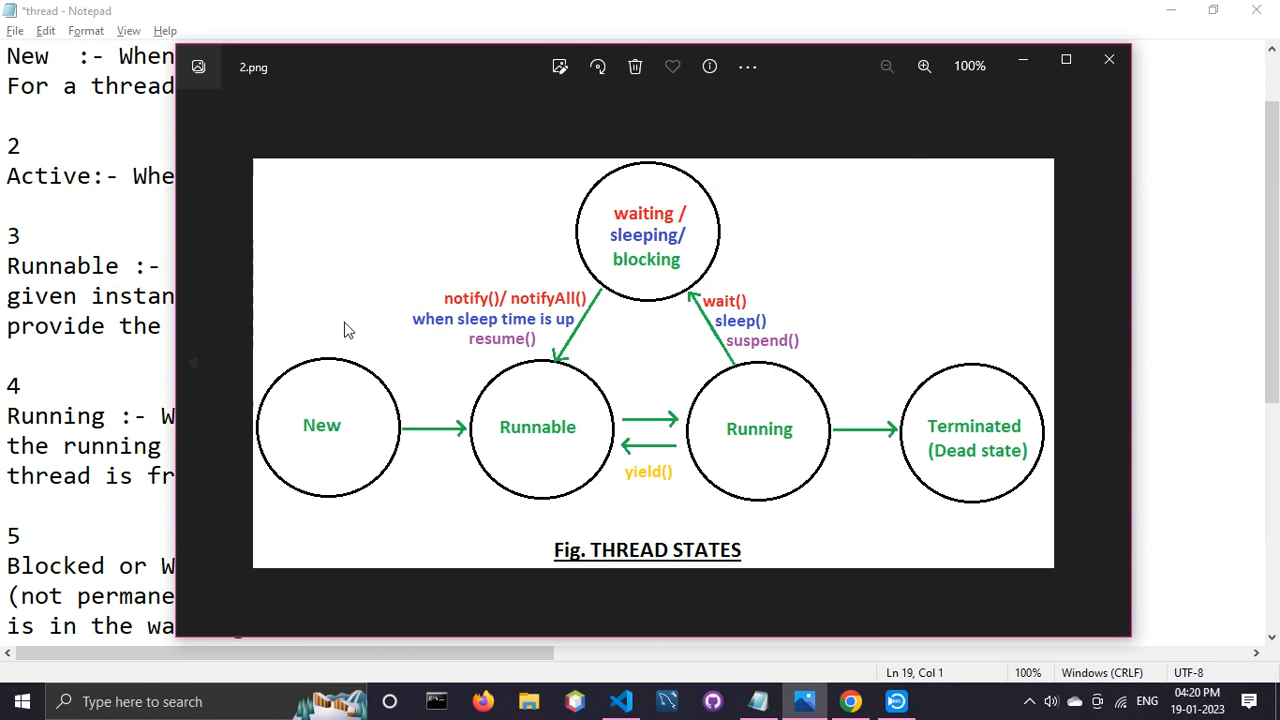 *thread - Notepad
File Edit Format View Help
New :- When
For a thread
2
Active:- Whe
3
Runnable :-
given instan
provide the
4
Running :- W
the running
thread is fr
5
Blocked or W
(not permane
is in the wa
2.png
100%
waiting /
sleeping/
blocking
notify()/ notifyAll()
when sleep time is up
resume()
wait()
sleep()
suspend()
New
Runnable
Running
Terminated
(Dead state)
yield()
Fig. THREAD STATES
Ln 19, Col 1 100% Windows (CRLF) UTF-8
Type here to search
ENG
04:20 PM
19-01-2023